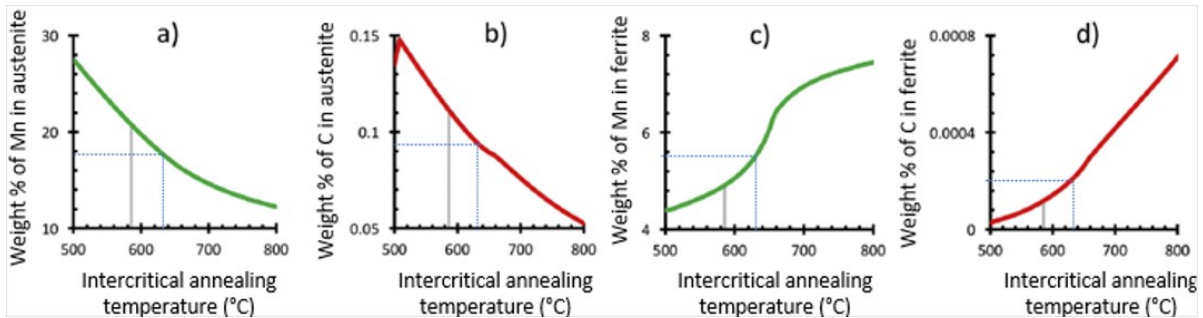 a)
Weight % of Mn in austenite
30
20
10
500
600
700
800
Intercritical annealing
temperature (°C)
b)
Weight % of C in austenite
0.15
0.1
0.05
500
600
700
800
Intercritical annealing
temperature (°C)
c)
Weight % of Mn in ferrite
8
6
4
500
600
700
800
Intercritical annealing
temperature (°C)
d)
Weight % of C in ferrite
0.0008
0.0004
0
500
600
700
800
Intercritical annealing
temperature (°C)